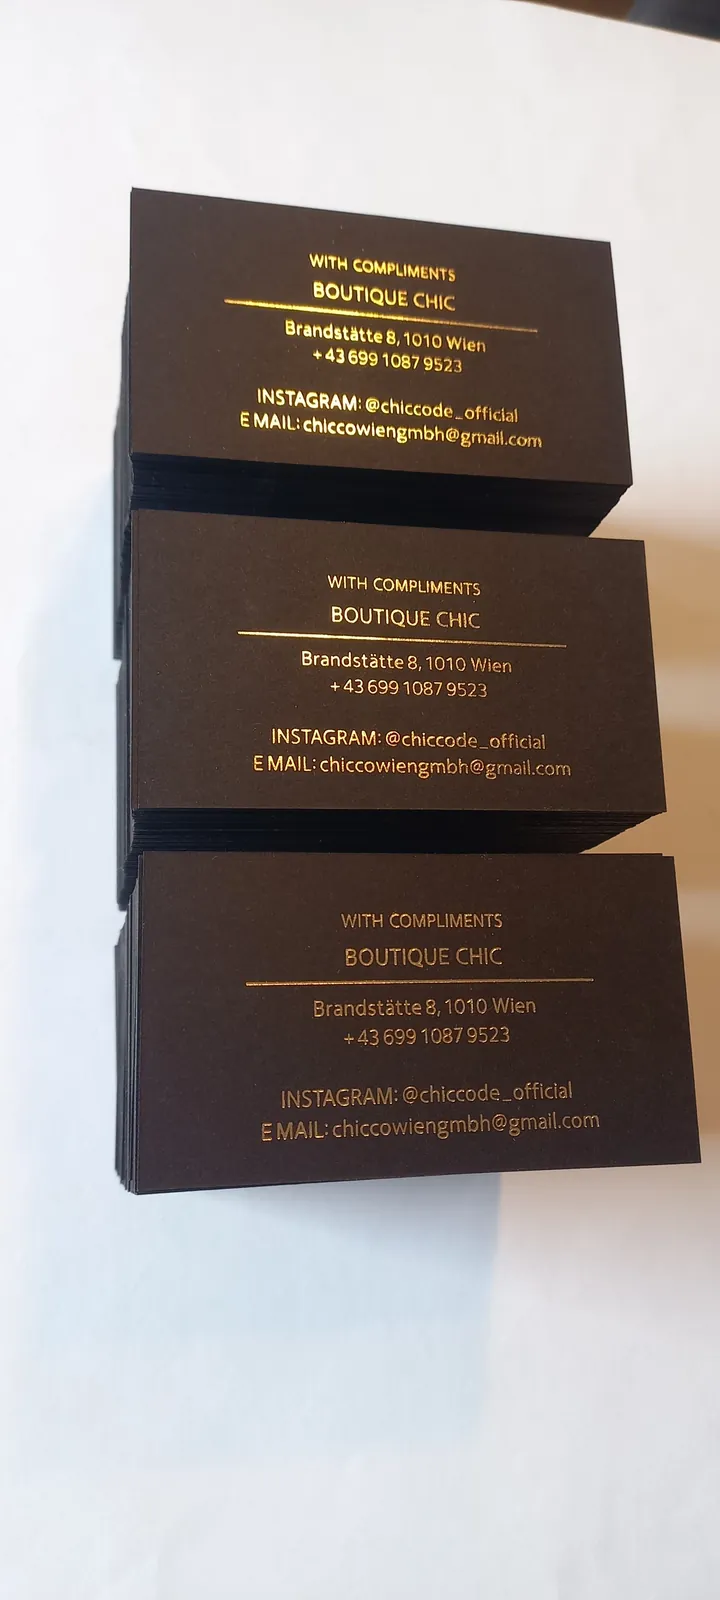 WITH COMPLIMENTS
BOUTIQUE CHIC
Brandstätte 8, 1010 Wien
+43 699 1087 9523
INSTAGRAM: @chiccode_official
E MAIL: chiccowiengmbh@gmail.com
WITH COMPLIMENTS
BOUTIQUE CHIC
Brandstätte 8, 1010 Wien
+43 699 1087 9523
INSTAGRAM: @chiccode_official
E MAIL: chiccowiengmbh@gmail.com
WITH COMPLIMENTS
BOUTIQUE CHIC
Brandstätte 8, 1010 Wien
+43 699 1087 9523
INSTAGRAM: @chiccode_official
E MAIL: chiccowiengmbh@gmail.com